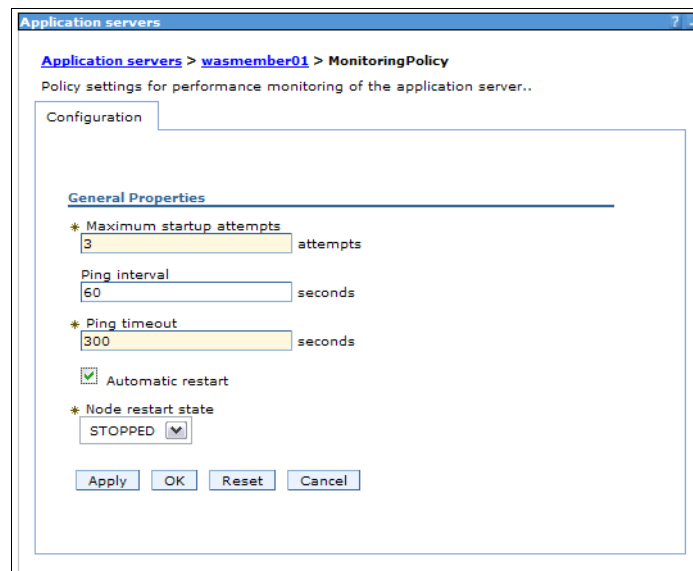 Application servers ? -
Application servers > wasmember01 > MonitoringPolicy
Policy settings for performance monitoring of the application server..
Configuration
General Properties
* Maximum startup attempts
3 attempts
Ping interval
60 seconds
* Ping timeout
300 seconds
Automatic restart
* Node restart state
STOPPED
Apply OK Reset Cancel